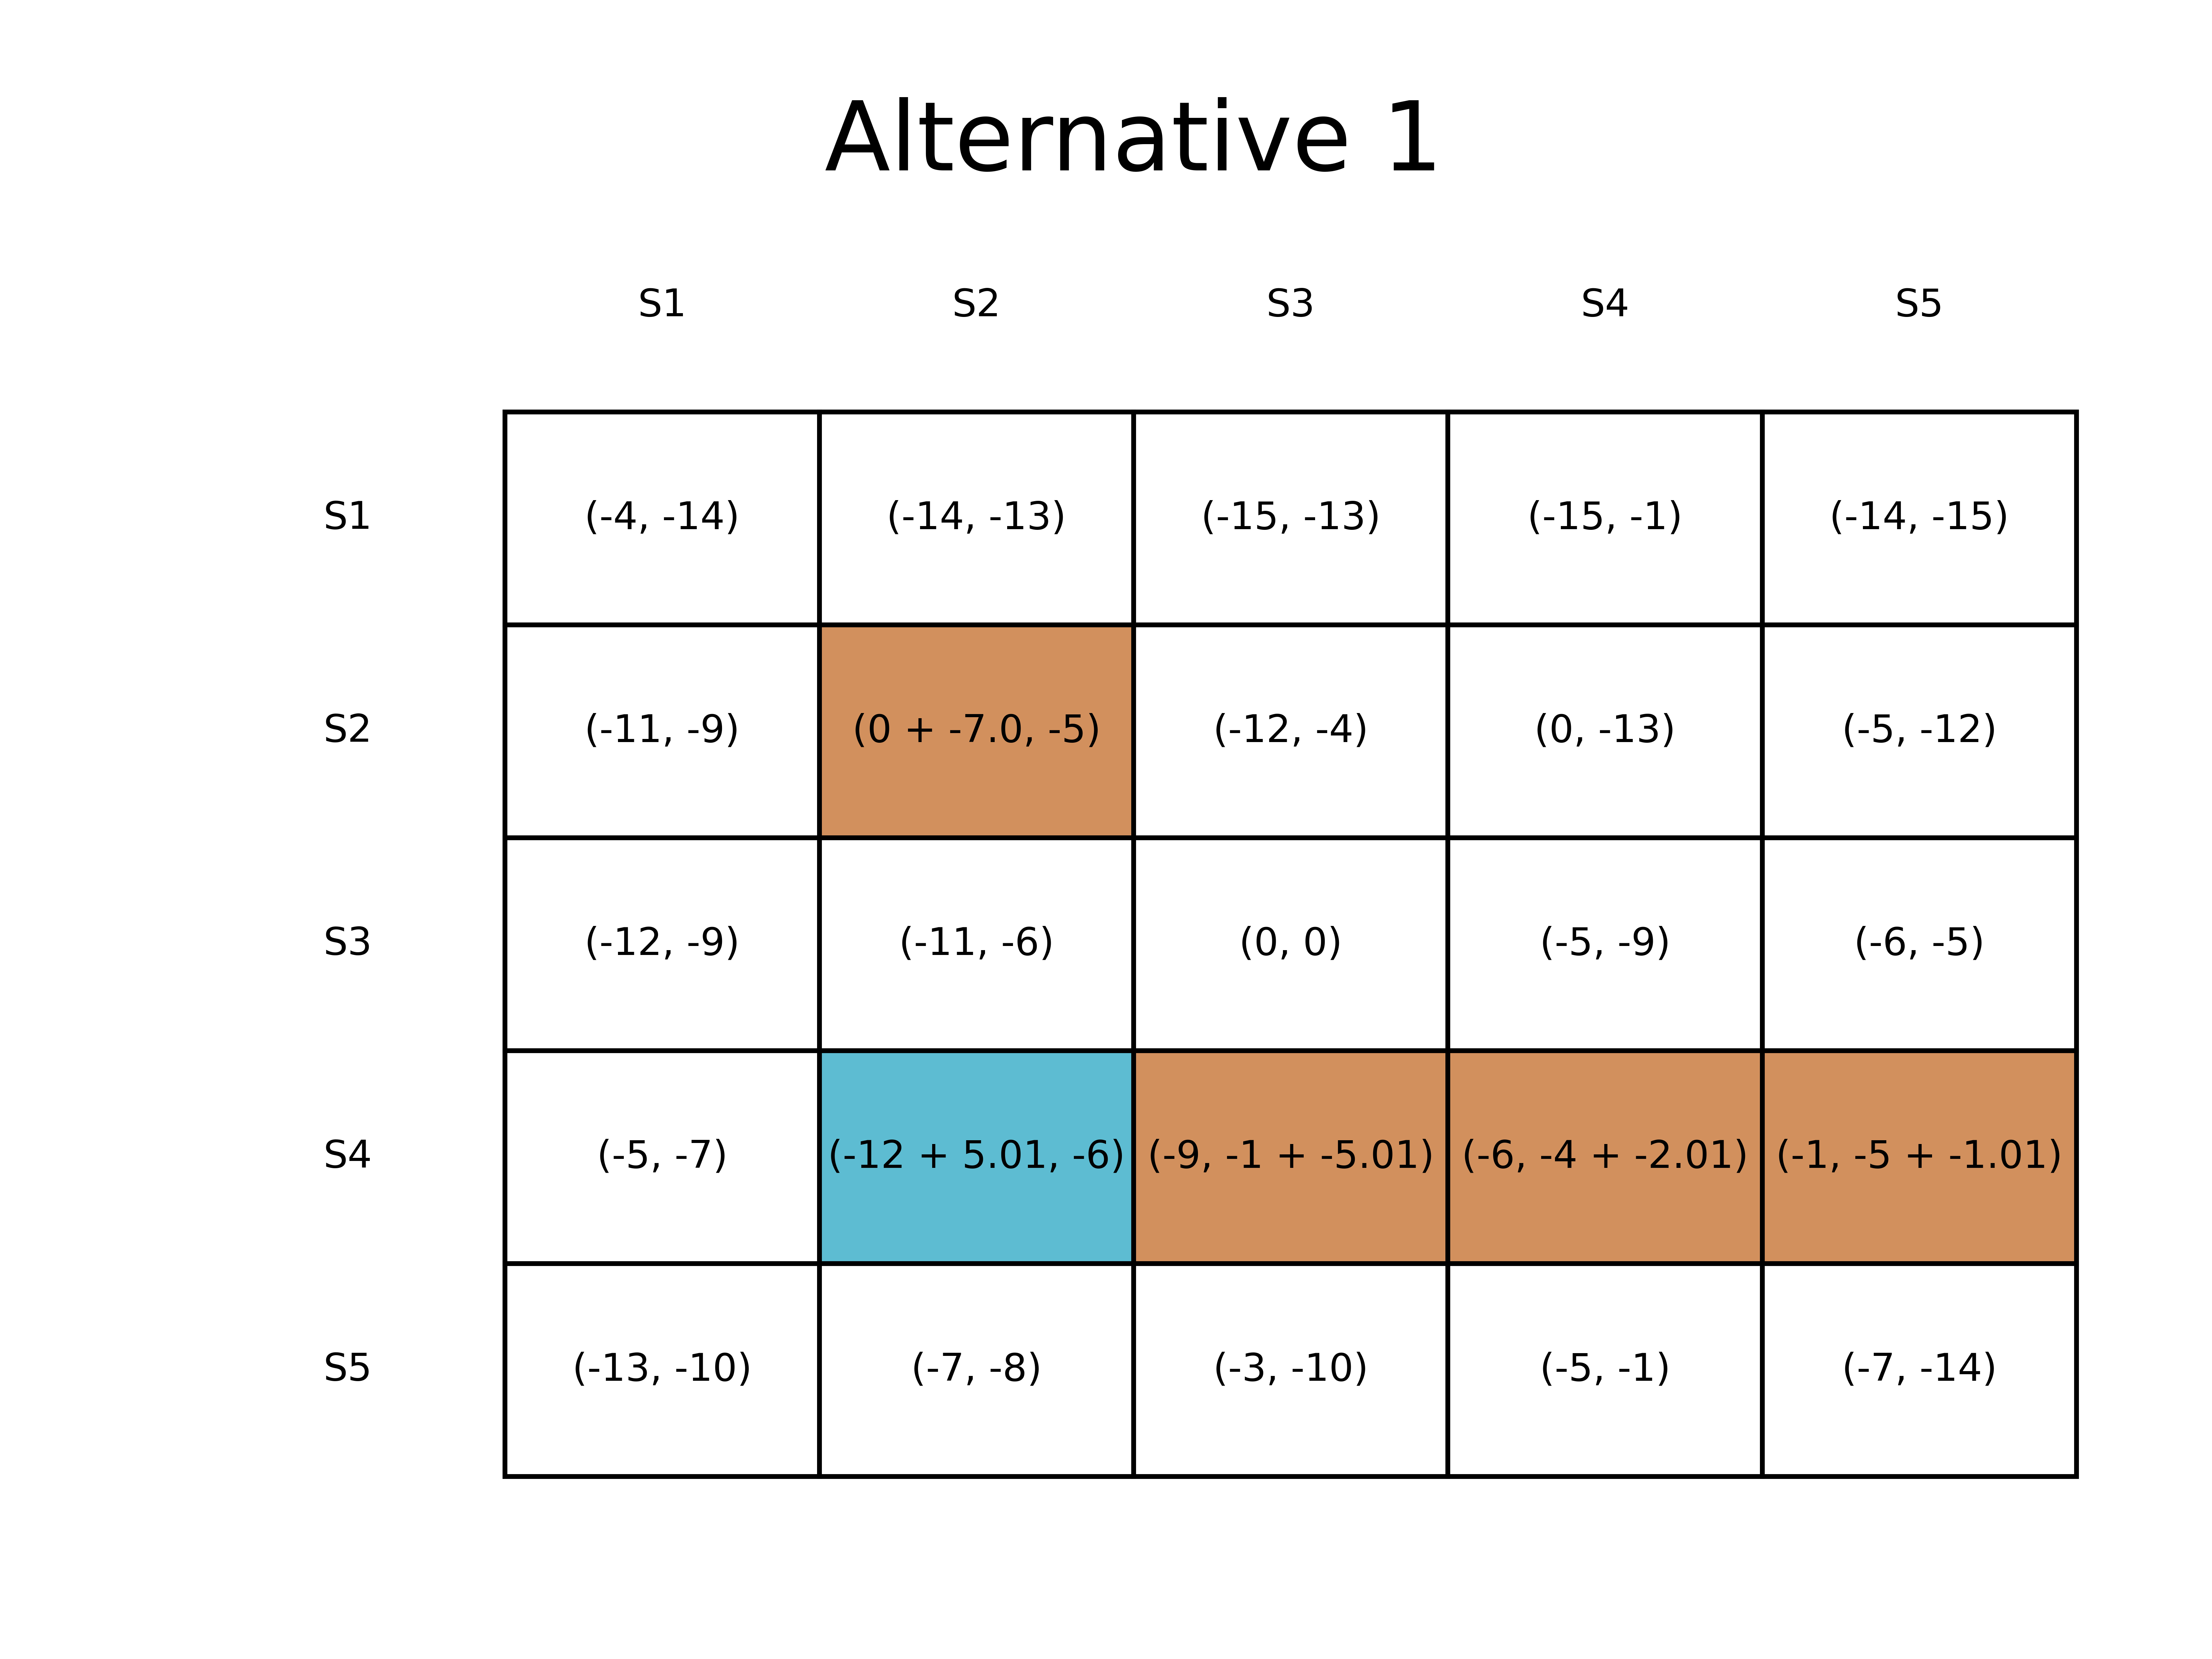 Alternative 1
S1 S2 S3 S4 S5
S1 (-4, -14) (-14, -13) (-15, -13) (-15, -1) (-14, -15)
S2 (-11, -9) (0 + -7.0, -5) (-12, -4) (0, -13) (-5, -12)
S3 (-12, -9) (-11, -6) (0, 0) (-5, -9) (-6, -5)
S4 (-5, -7) (-12 + 5.01, -6) (-9, -1 + -5.01) (-6, -4 + -2.01) (-1, -5 + -1.01)
S5 (-13, -10) (-7, -8) (-3, -10) (-5, -1) (-7, -14)